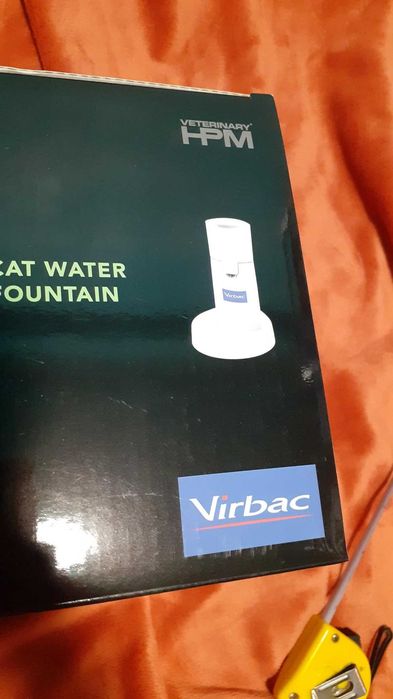 VETERINARY
HPM
CAT WATER
FOUNTAIN
Virbac
Virbac